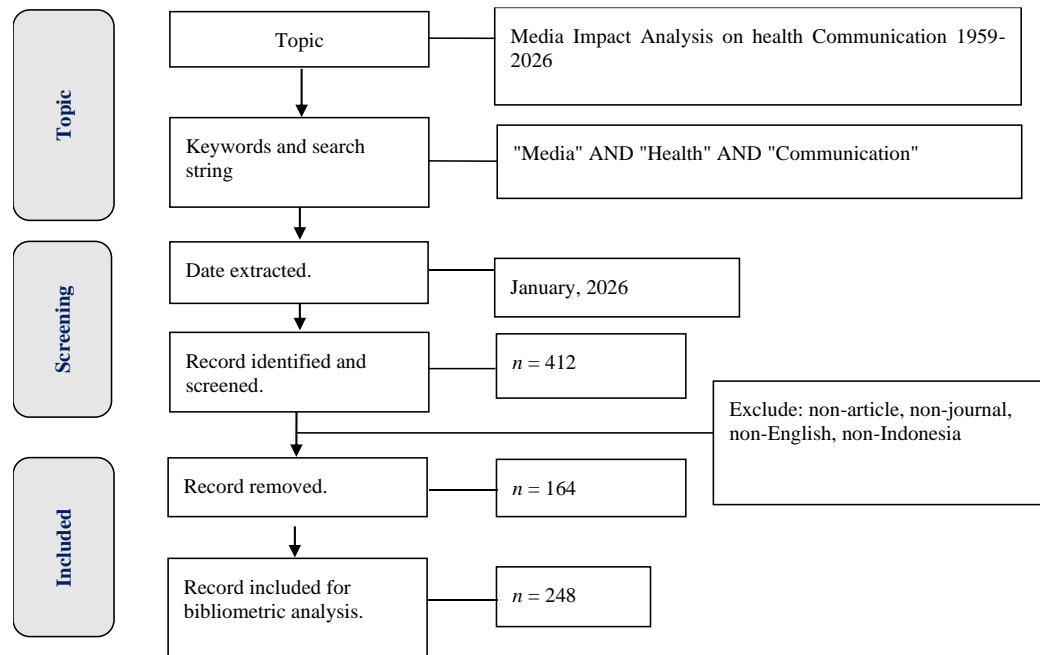 Topic
Topic
Media Impact Analysis on health Communication 1959-
2026
Keywords and search
string
"Media" AND "Health" AND "Communication"
Screening
Date extracted.
January, 2026
Record identified and
screened.
n = 412
Exclude: non-article, non-journal,
non-English, non-Indonesia
Included
Record removed.
n = 164
Record included for
bibliometric analysis.
n = 248